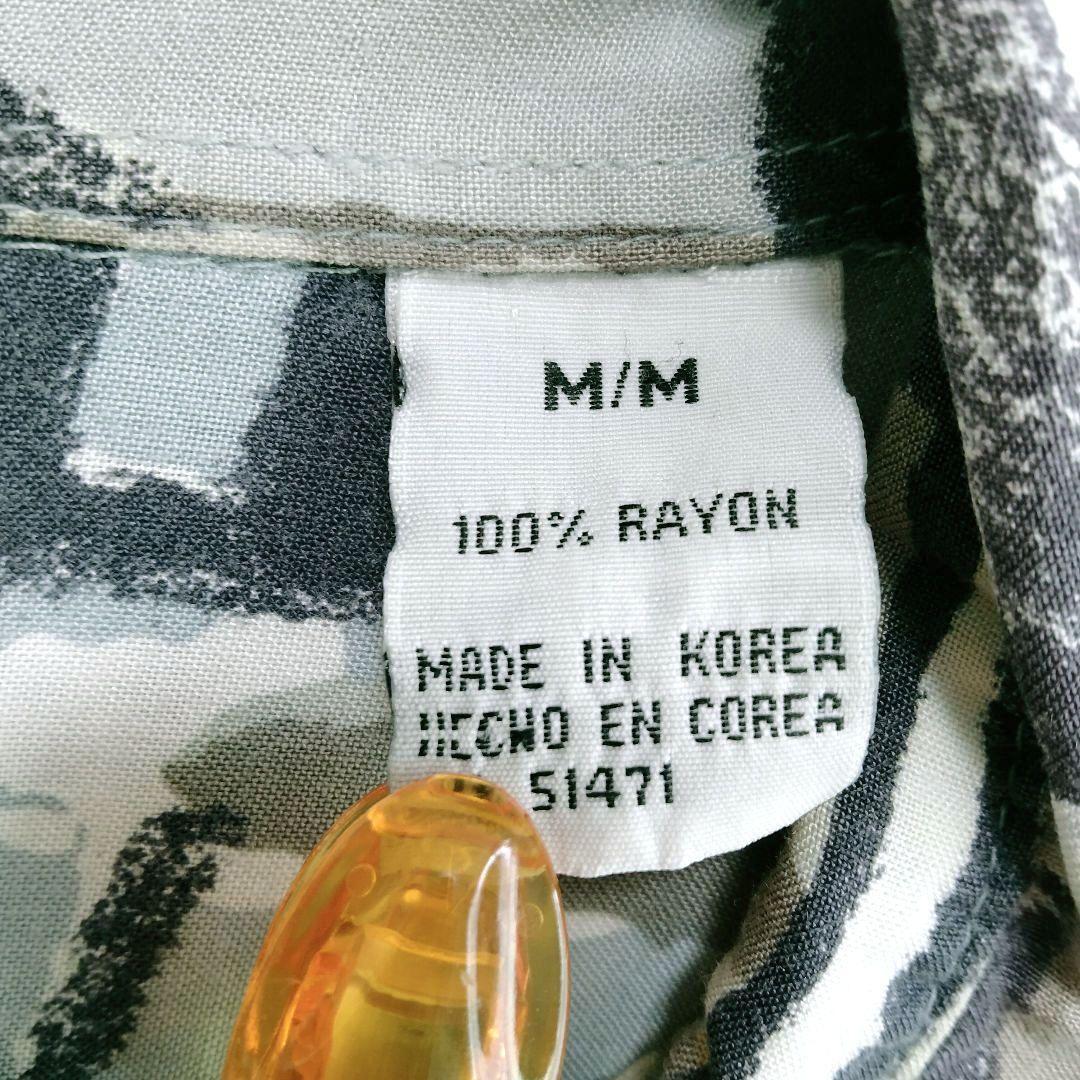 M/M
100% RAYON
MADE IN KOREA
HECHO EN COREA
51471